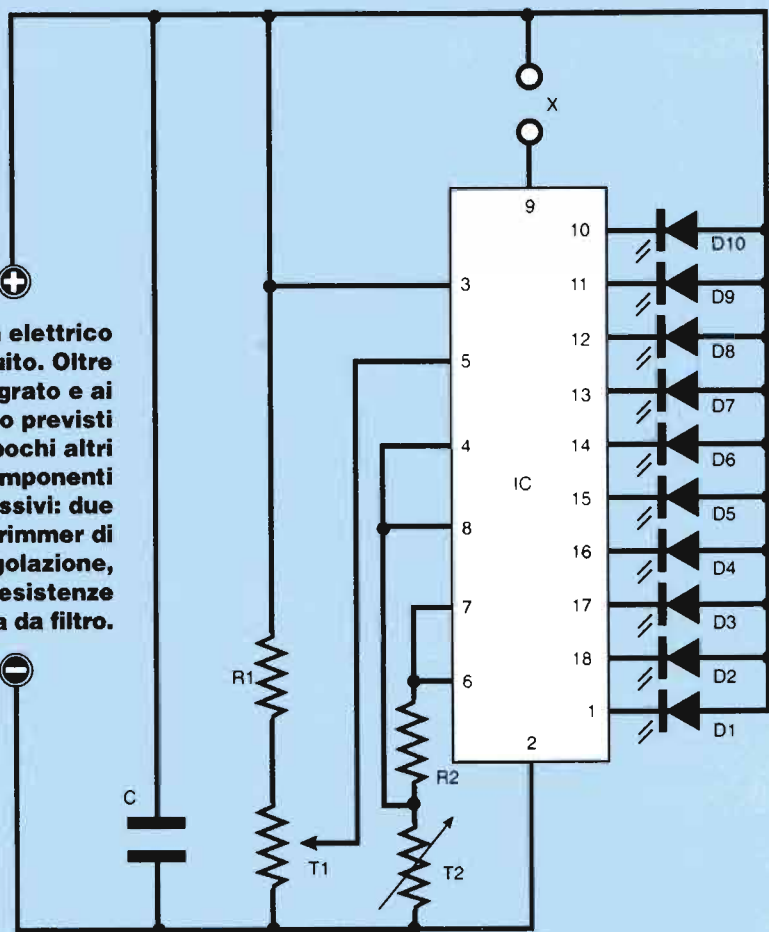 X
9
10
D10
+
3
11
D9
n elettrico
uito. Oltre
grato e ai
o previsti
pochi altri
mponenti
ssivi: due
rimmer di
golazione,
esistenze
a da filtro.
5
12
D8
13
D7
4
14
D6
IC
15
D5
8
16
D4
7
17
D3
−
R1
6
18
D2
1
D1
2
R2
C
T1
T2